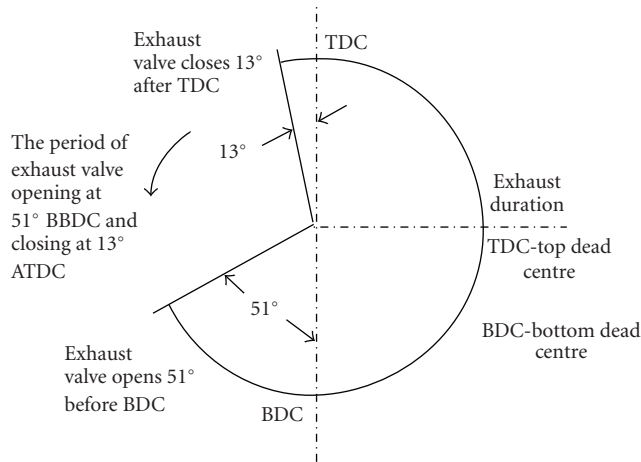 Exhaust
valve closes 13°
after TDC
TDC
The period of
exhaust valve
opening at
51° BBDC and
closing at 13°
ATDC
13°
Exhaust
duration
TDC-top dead
centre
51°
BDC-bottom dead
centre
Exhaust
valve opens 51°
before BDC
BDC